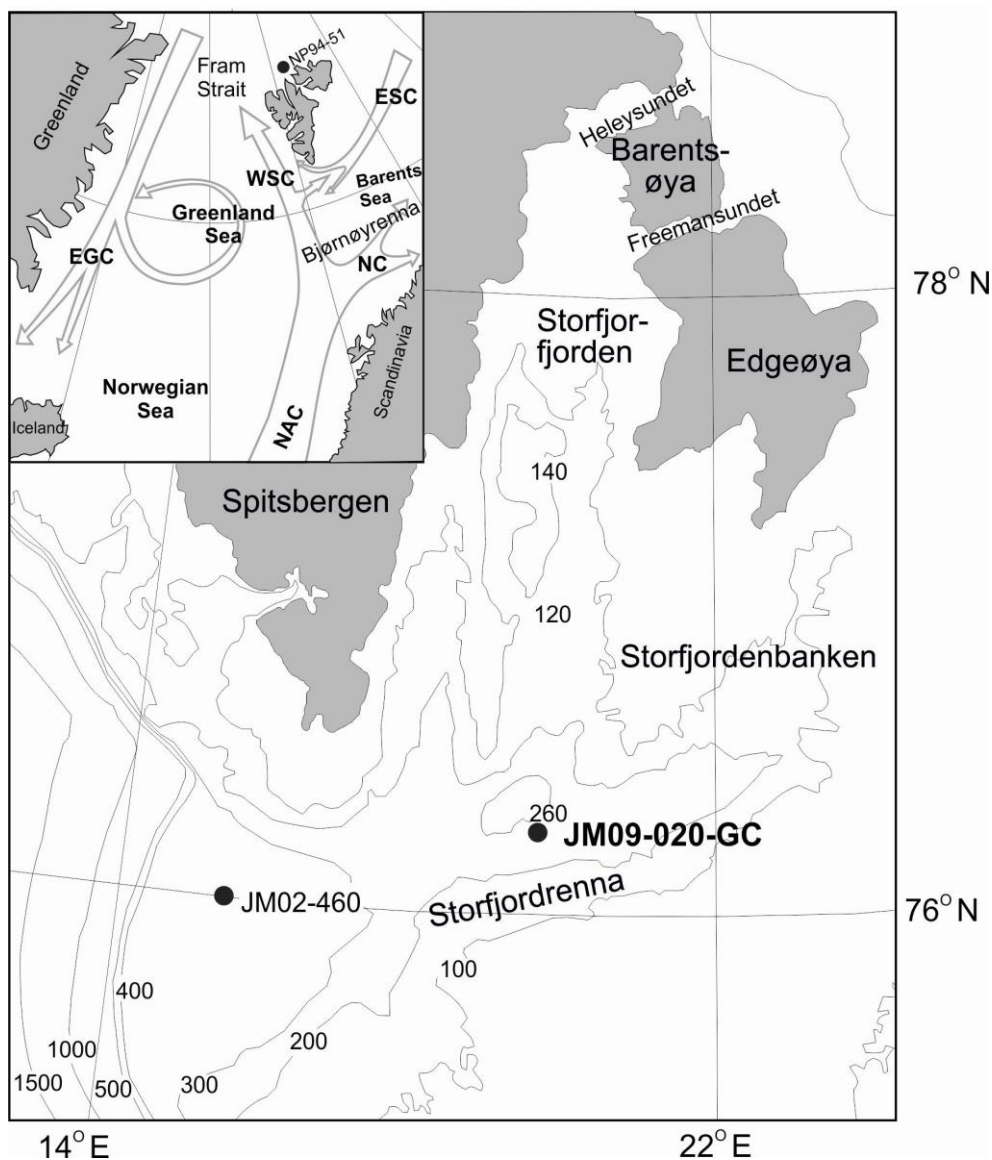 Greenland
Fram
Strait
NP94-51
ESC
WSC
Barents
Sea
Greenland
Sea
Bjørnøyrenna
EGC
NC
Norwegian
Sea
Scandinavia
Iceland
NAC
Heleysundet
Barents-
øya
Freemansundet
78° N
Storfjor-
fjorden
Edgeøya
140
Spitsbergen
120
Storfjordenbanken
260
JM09-020-GC
JM02-460
Storfjordrenna
76° N
100
400
200
1000
300
500
1500
14° E
22° E